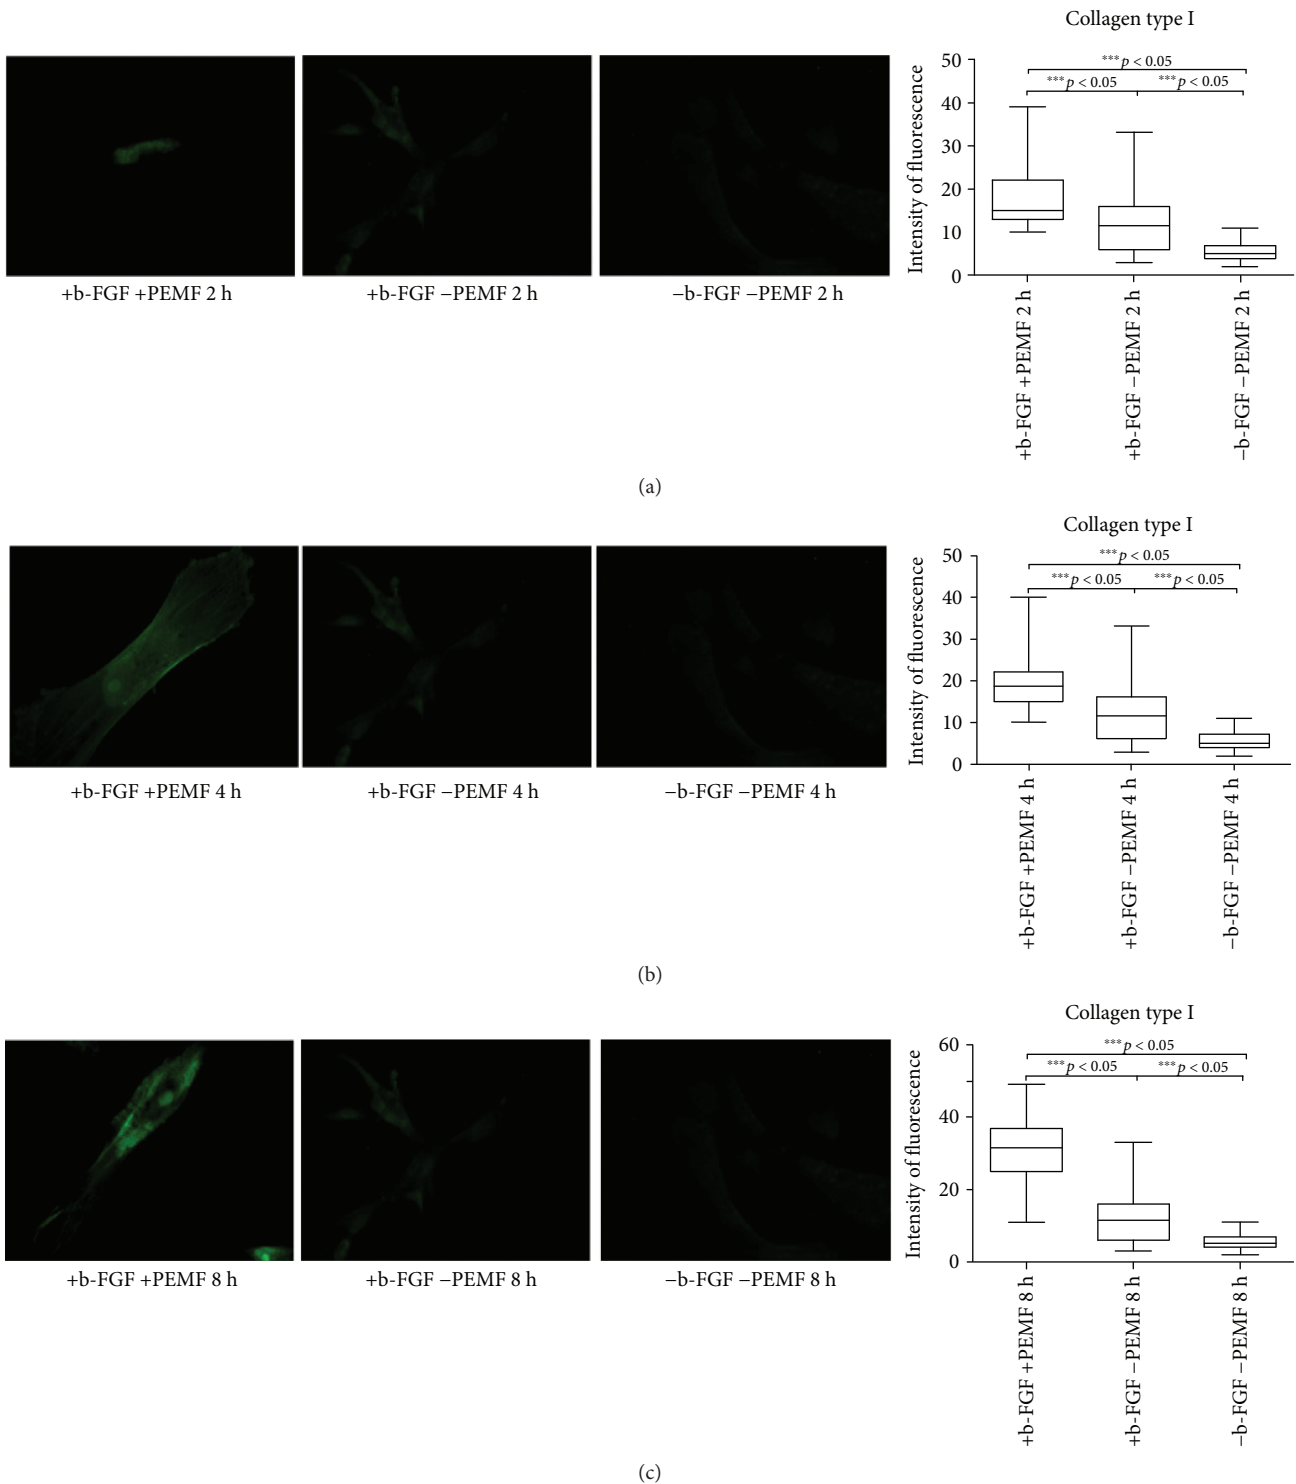 Collagen type I
Intensity of fluorescence
50
40
30
20
10
0
***p < 0.05
***p < 0.05
***p < 0.05
+b-FGF +PEMF 2 h
+b-FGF −PEMF 2 h
−b-FGF −PEMF 2 h
+b-FGF +PEMF 2 h
+b-FGF −PEMF 2 h
−b-FGF −PEMF 2 h
(a)
Collagen type I
Intensity of fluorescence
50
40
30
20
10
0
***p < 0.05
***p < 0.05
***p < 0.05
+b-FGF +PEMF 4 h
+b-FGF −PEMF 4 h
−b-FGF −PEMF 4 h
+b-FGF +PEMF 4 h
+b-FGF −PEMF 4 h
−b-FGF −PEMF 4 h
(b)
Collagen type I
Intensity of fluorescence
60
40
20
0
***p < 0.05
***p < 0.05
***p < 0.05
+b-FGF +PEMF 8 h
+b-FGF −PEMF 8 h
−b-FGF −PEMF 8 h
+b-FGF +PEMF 8 h
+b-FGF −PEMF 8 h
−b-FGF −PEMF 8 h
(c)